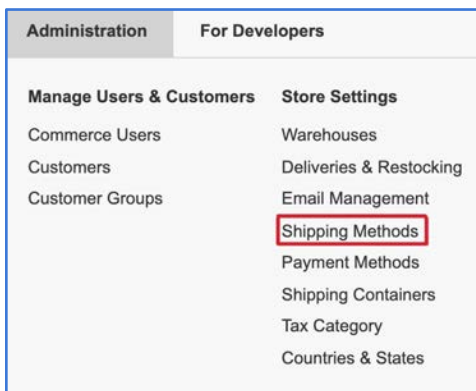 Administration
For Developers
Manage Users & Customers
Commerce Users
Customers
Customer Groups
Store Settings
Warehouses
Deliveries & Restocking
Email Management
Shipping Methods
Payment Methods
Shipping Containers
Tax Category
Countries & States